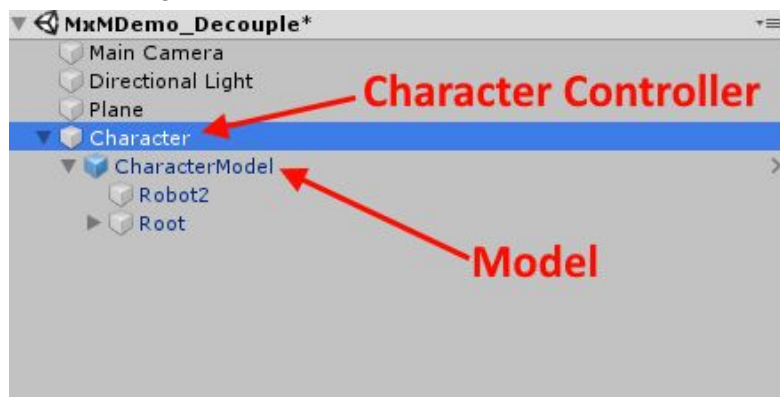 MxMDemo_Decouple*
Main Camera
Directional Light
Character Controller
Plane
Character
CharacterModel
Robot2
Root
Model